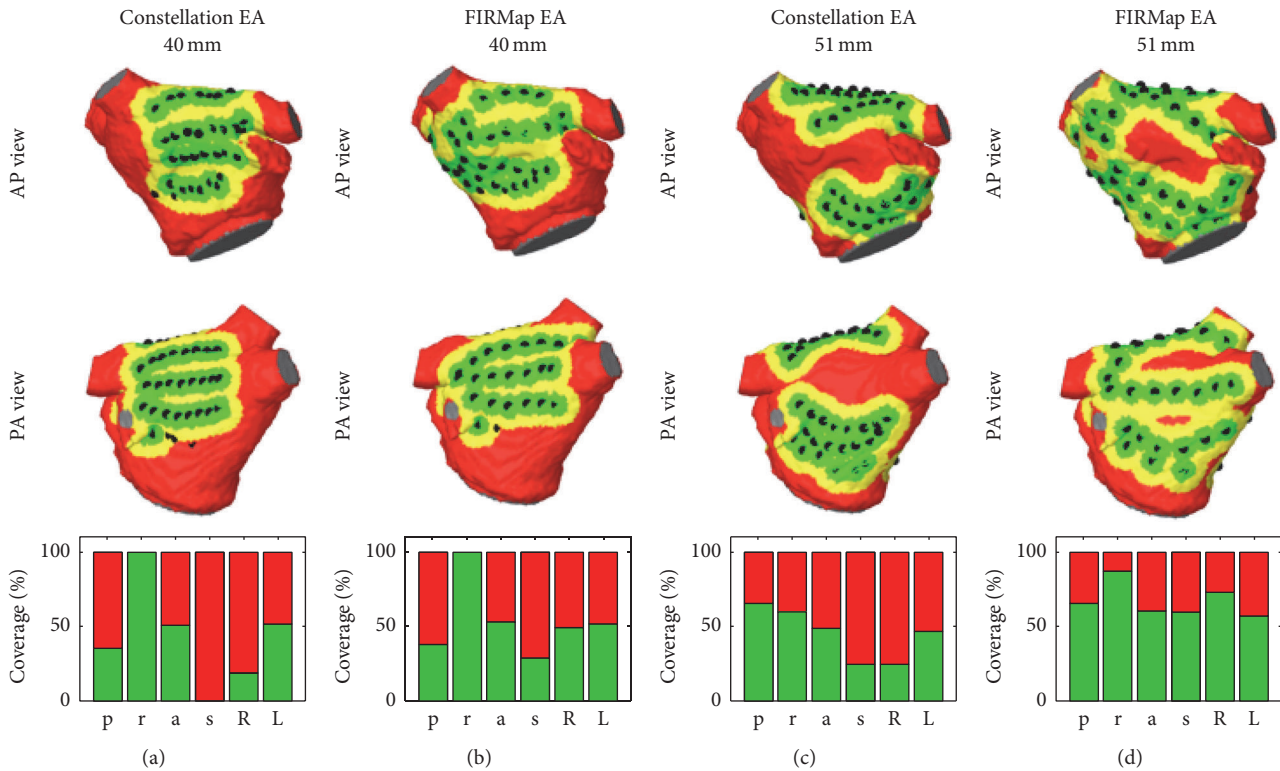 Constellation EA
40 mm
FIRMap EA
40 mm
Constellation EA
51 mm
FIRMap EA
51 mm
AP view
AP view
AP view
AP view
PA view
PA view
PA view
PA view
Coverage (%)
100
50
0
p r a s R L
(a)
Coverage (%)
100
50
0
p r a s R L
(b)
Coverage (%)
100
50
0
p r a s R L
(c)
Coverage (%)
100
50
0
p r a s R L
(d)